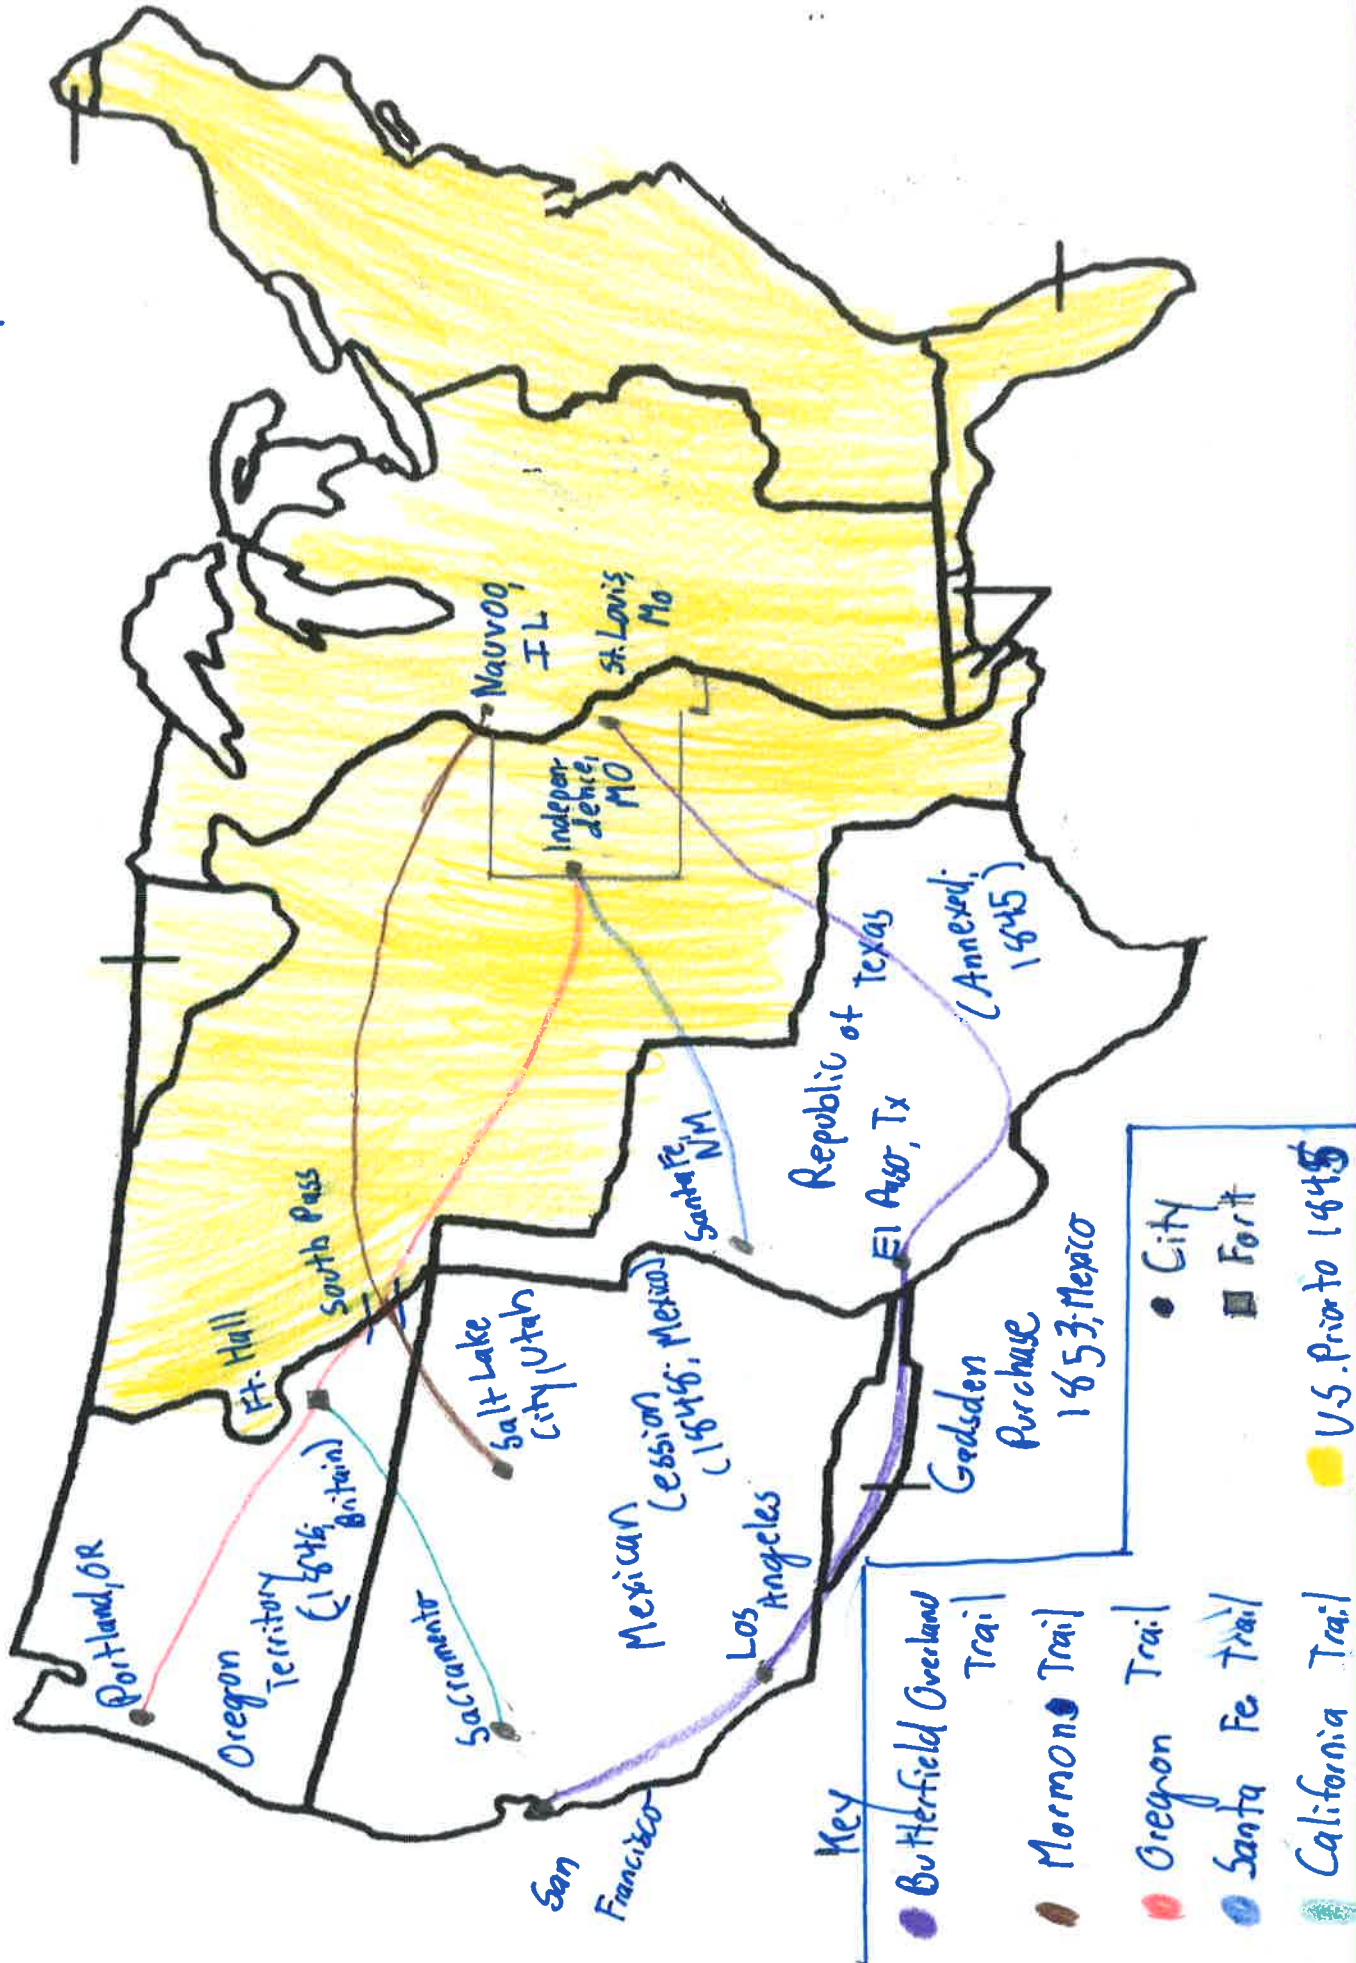 Portland, OR
Oregon
Territory
(1846,
Britain)
Ft. Hall
South Pass
Sacramento
Salt Lake
City, Utah
San
Francisco
Mexican
Cession
(1848, Mexico)
Los
Angeles
Nauvoo,
IL
St. Louis,
Mo
Indepen-
dence,
MO
Santa Fe,
NM
Republic of
Texas
(Annexed:
1845)
El Paso, Tx
Gadsden
Purchase
1853, Mexico
Key
Butterfield Overland
Trail
Mormons Trail
Oregon Trail
Santa Fe Trail
California Trail
City
Fort
U.S. Prior to 1845